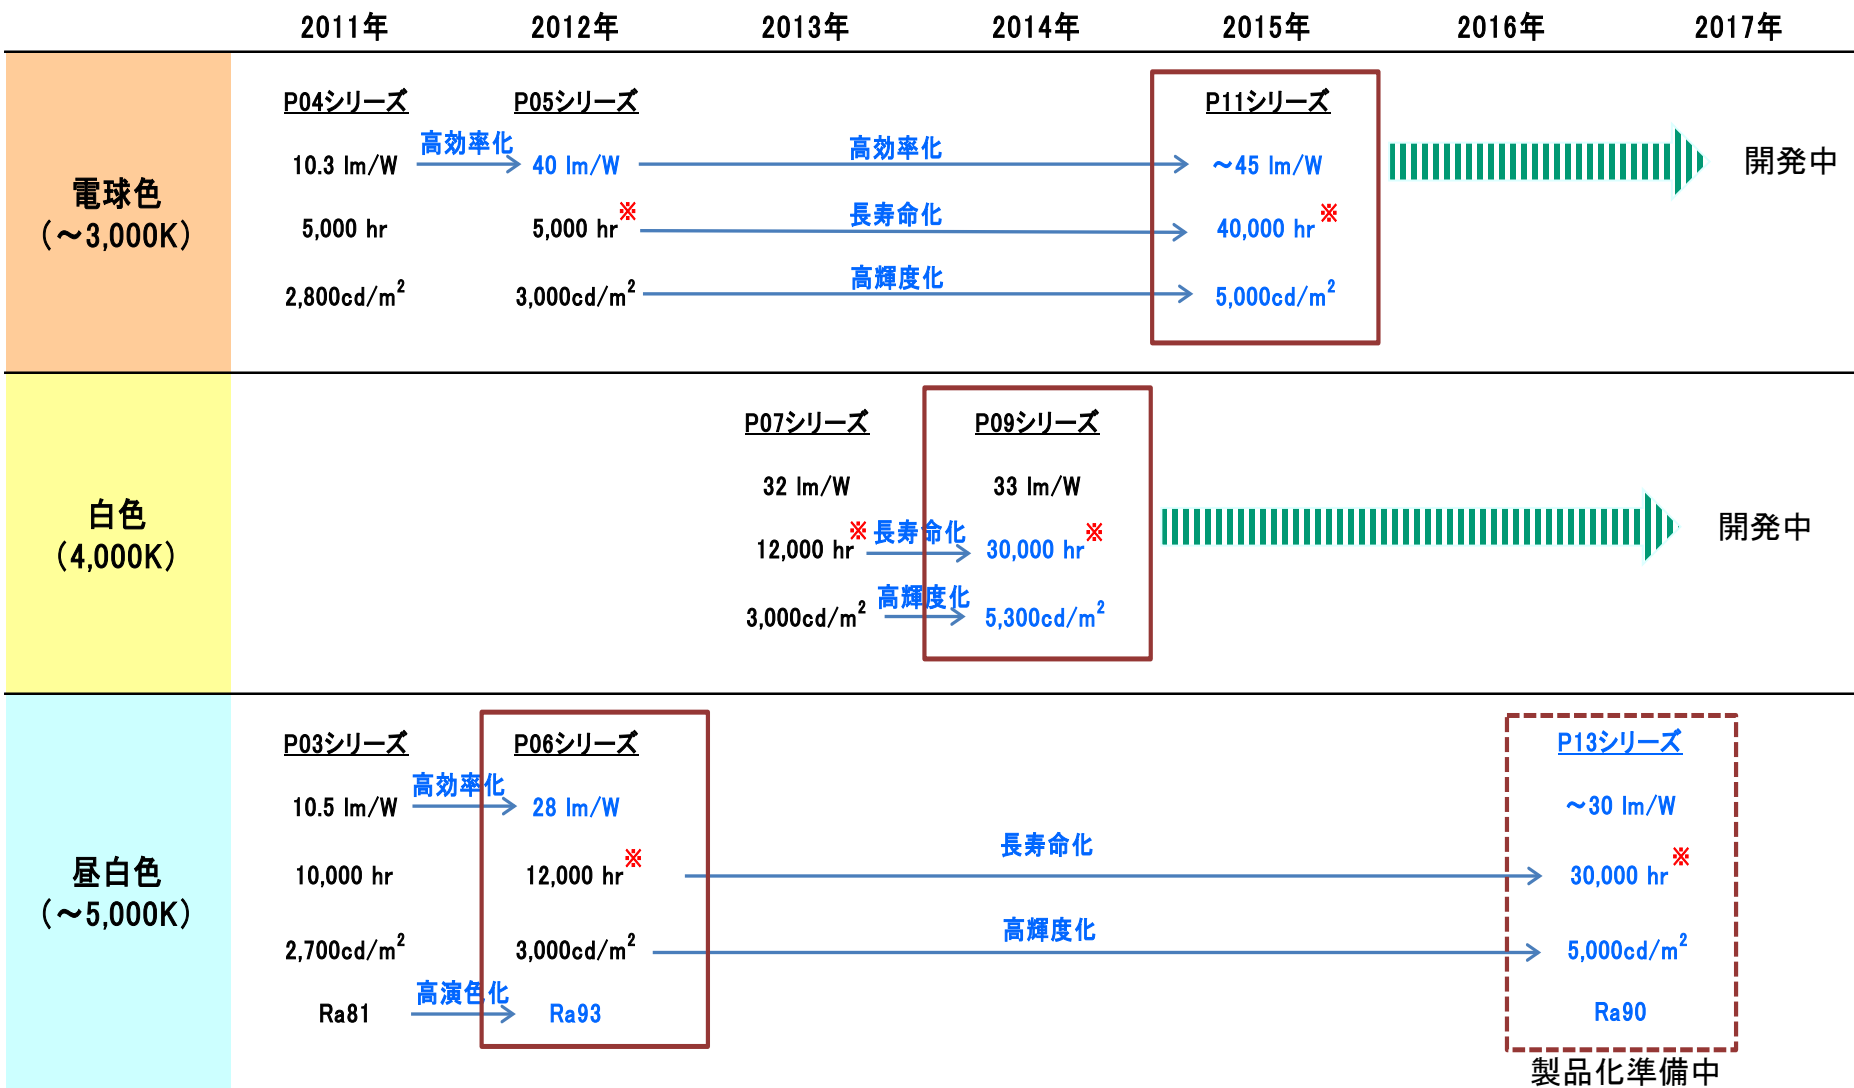 2011年 2012年 2013年 2014年 2015年 2016年 2017年
電球色
(～3,000K)
P04シリーズ P05シリーズ P11シリーズ
高効率化 高効率化
10.3 lm/W 40 lm/W ～45 lm/W 開発中
長寿命化
5,000 hr 5,000 hr※ 40,000 hr※
高輝度化
2,800cd/m² 3,000cd/m² 5,000cd/m²
白色
(4,000K)
P07シリーズ P09シリーズ
32 lm/W 33 lm/W
長寿命化 開発中
12,000 hr※ 30,000 hr※
高輝度化
3,000cd/m² 5,300cd/m²
昼白色
(～5,000K)
P03シリーズ P06シリーズ P13シリーズ
高効率化
10.5 lm/W 28 lm/W ～30 lm/W
長寿命化
10,000 hr 12,000 hr※ 30,000 hr※
高輝度化
2,700cd/m² 3,000cd/m² 5,000cd/m²
高演色化
Ra81 Ra93 Ra90
製品化準備中